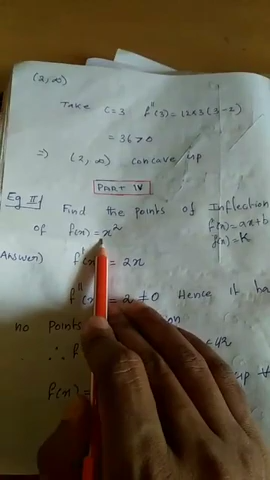 (2, ∞)
Take C=3 f''(3) = 12×3(3-2)
= 36 > 0
⇒ (2, ∞) concave up
PART IV
Eg II Find the points of Inflection
of f(x) = x² f(x) = ax+b
f(x) = k
Answer) f'(x) = 2x
f''(x) = 2 ≠ 0 Hence it ha
no points
∴ f
up ∀
f(x) =